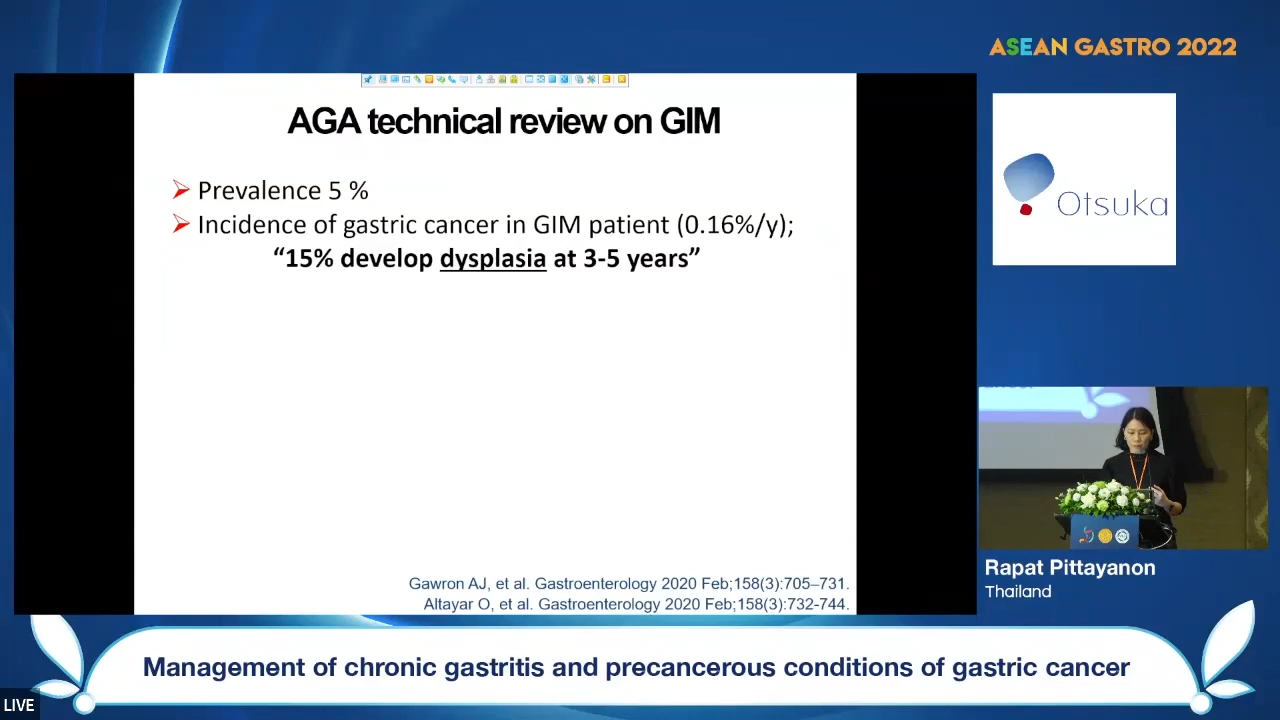 ASEAN GASTRO 2022
AGA technical review on GIM
Prevalence 5 %
Incidence of gastric cancer in GIM patient (0.16%/y);
“15% develop dysplasia at 3-5 years”
Gawron AJ, et al. Gastroenterology 2020 Feb;158(3):705–731.
Altayar O, et al. Gastroenterology 2020 Feb;158(3):732-744.
Otsuka
Rapat Pittayanon
Thailand
Management of chronic gastritis and precancerous conditions of gastric cancer
LIVE